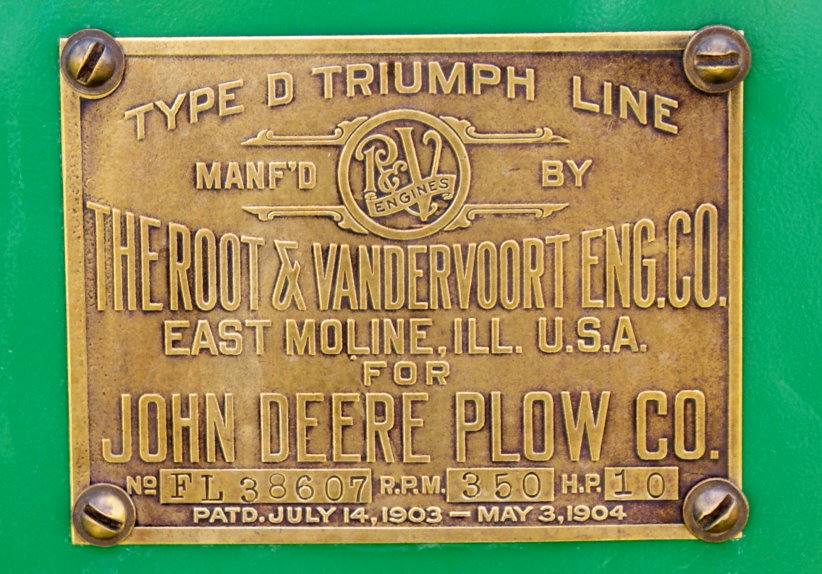 TYPE D TRIUMPH LINE
R&V
ENGINES
MANF'D BY
THE ROOT & VANDERVOORT ENG. CO.
EAST MOLINE, ILL. U.S.A.
FOR
JOHN DEERE PLOW CO.
No FL 38607 R.P.M. 350 H.P. 10
PATD. JULY 14, 1903 — MAY 3, 1904